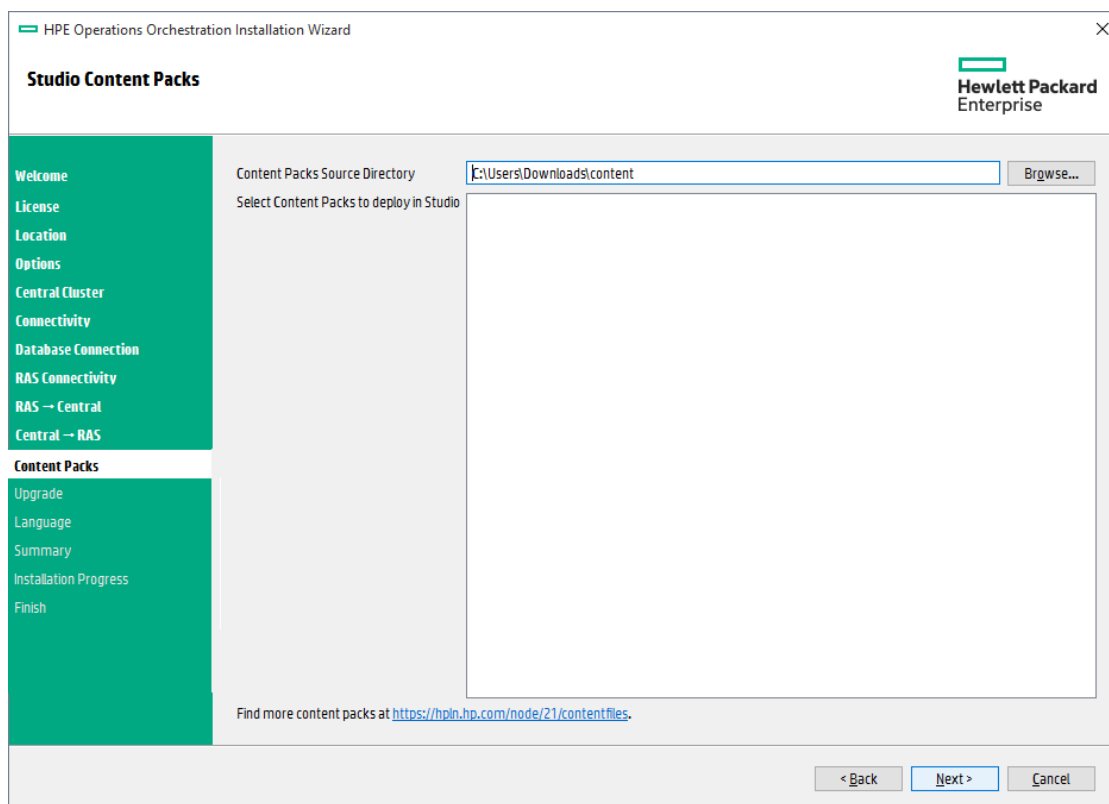 HPE Operations Orchestration Installation Wizard
Studio Content Packs
Hewlett Packard
Enterprise
Welcome
License
Location
Options
Central Cluster
Connectivity
Database Connection
RAS Connectivity
RAS → Central
Central → RAS
Content Packs
Upgrade
Language
Summary
Installation Progress
Finish
Content Packs Source Directory
C:\Users\Downloads\content
Browse...
Select Content Packs to deploy in Studio
Find more content packs at https://hpln.hp.com/node/21/contentfiles.
< Back
Next >
Cancel